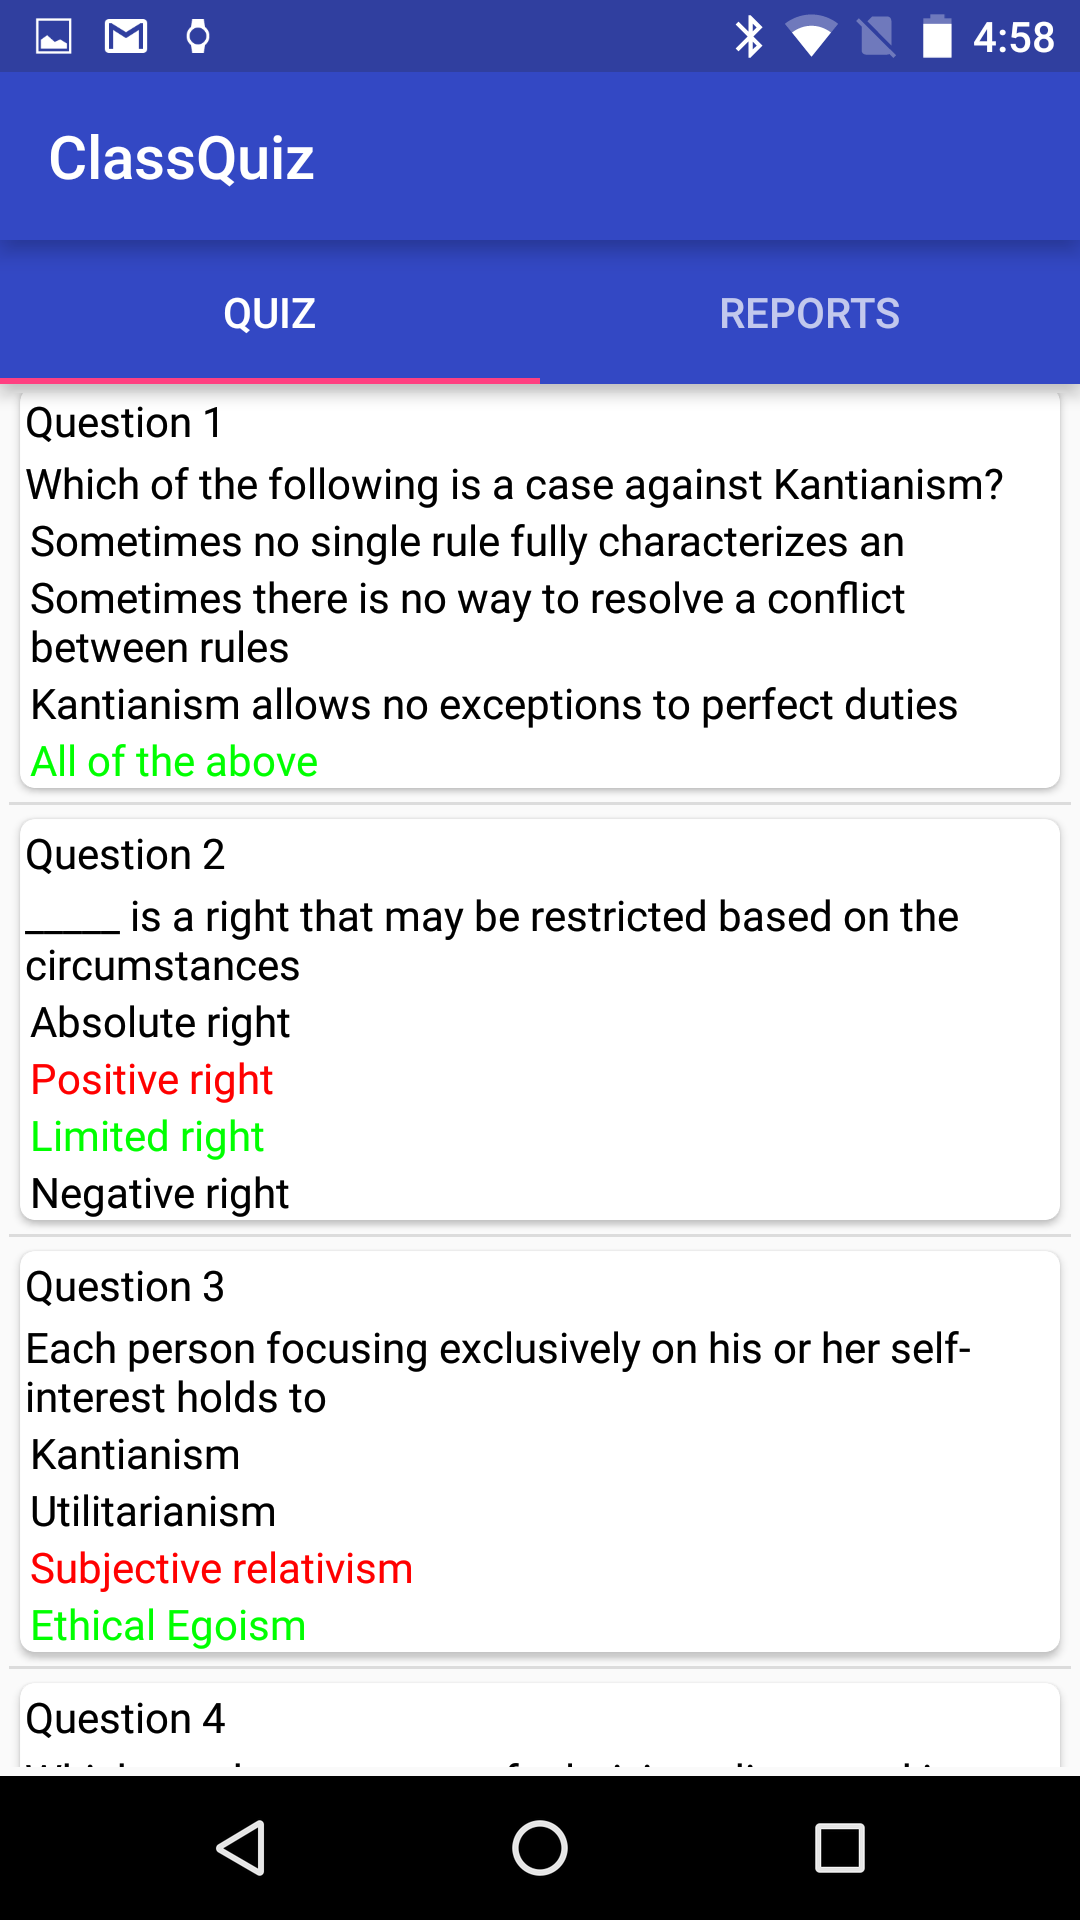 4:58
ClassQuiz
QUIZ
REPORTS
Question 1
Which of the following is a case against Kantianism?
Sometimes no single rule fully characterizes an
Sometimes there is no way to resolve a conflict
between rules
Kantianism allows no exceptions to perfect duties
All of the above
Question 2
_____ is a right that may be restricted based on the
circumstances
Absolute right
Positive right
Limited right
Negative right
Question 3
Each person focusing exclusively on his or her self-
interest holds to
Kantianism
Utilitarianism
Subjective relativism
Ethical Egoism
Question 4